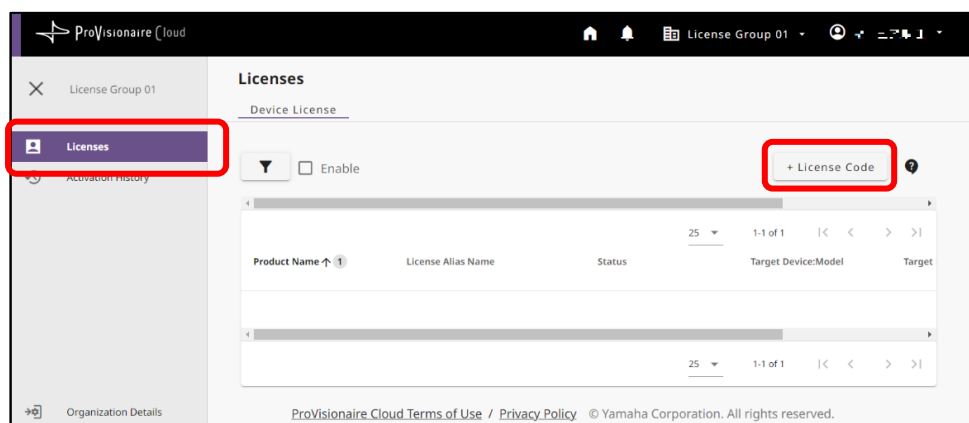 ProVisionaire Cloud
License Group 01
License Group 01
Licenses
Activation History
Organization Details
Licenses
Device License
Enable
+ License Code
?
25 1-1 of 1
Product Name 1 License Alias Name Status Target Device:Model Target
25 1-1 of 1
ProVisionaire Cloud Terms of Use / Privacy Policy © Yamaha Corporation. All rights reserved.